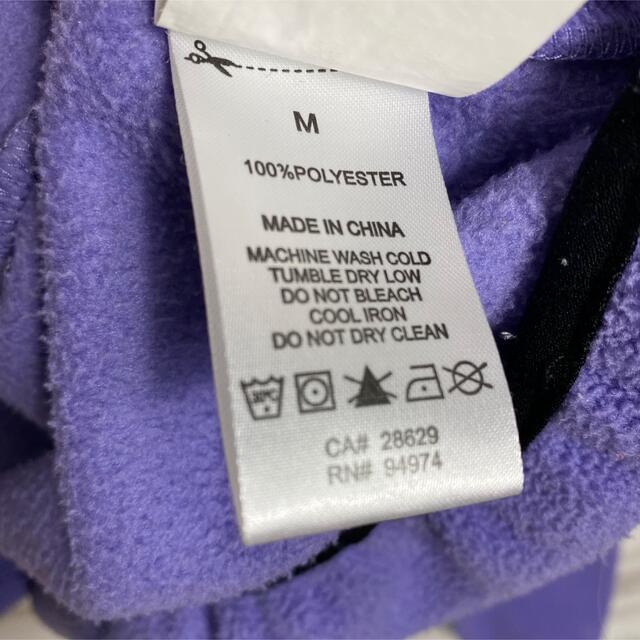 M
100%POLYESTER
MADE IN CHINA
MACHINE WASH COLD
TUMBLE DRY LOW
DO NOT BLEACH
COOL IRON
DO NOT DRY CLEAN
30℃
CA# 28629
RN# 94974